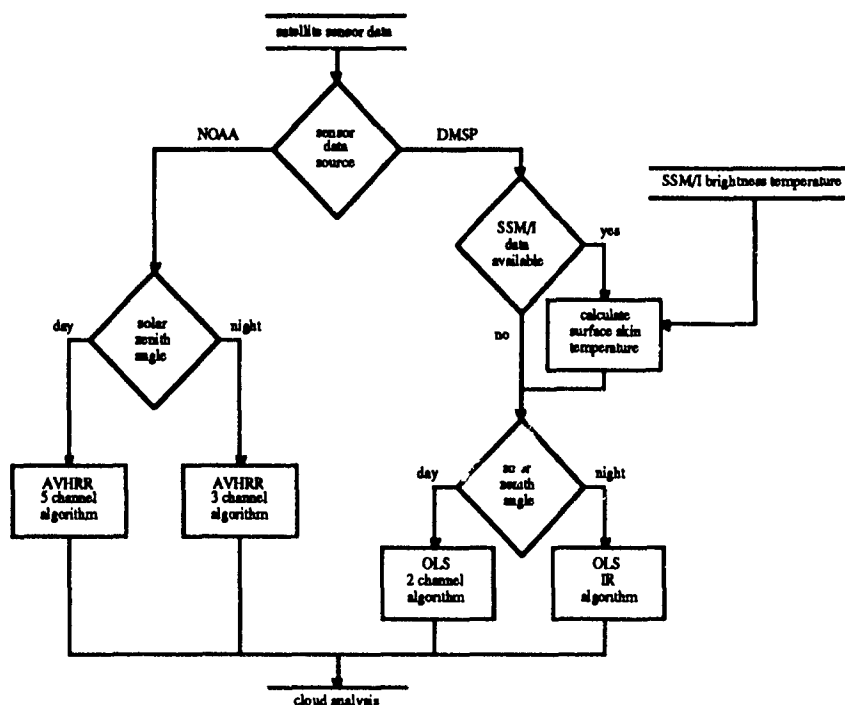 satellite sensor data
NOAA
sensor
data
source
DMSP
SSM/I brightness temperature
SSM/I
data
available
yes
no
calculate
surface skin
temperature
day
solar
zenith
angle
night
AVHRR
5 channel
algorithm
AVHRR
3 channel
algorithm
day
zenith
angle
night
OLS
2 channel
algorithm
OLS
IR
algorithm
cloud analysis